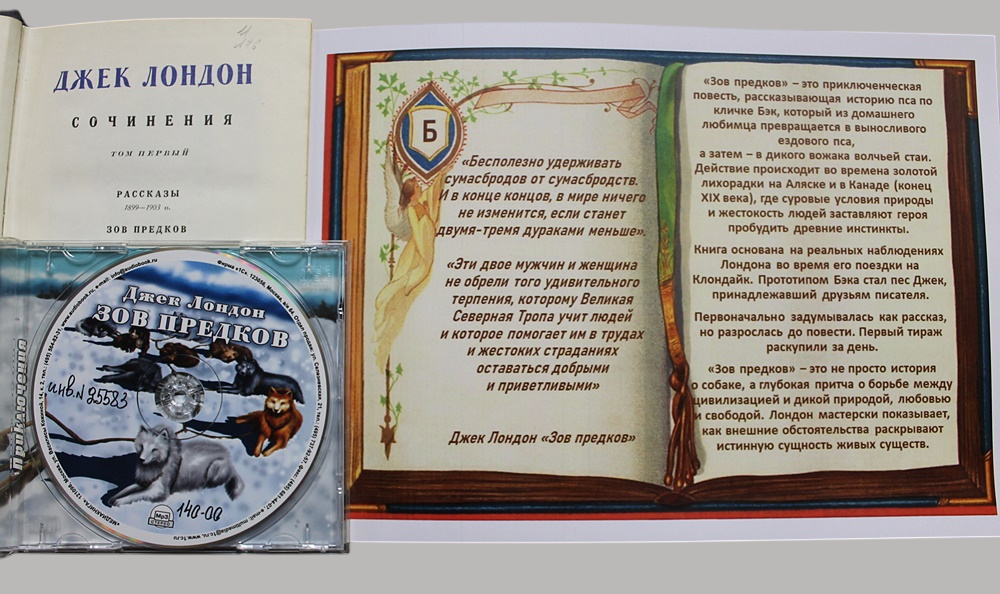 ДЖЕК ЛОНДОН
СОЧИНЕНИЯ
ТОМ ПЕРВЫЙ
РАССКАЗЫ
1899—1903 гг.
ЗОВ ПРЕДКОВ
Джек Лондон
ЗОВ ПРЕДКОВ
инв.N 35583
140-00
Mp3
СТЕРЕО
ПРИКЛЮЧЕНИЯ
Б
«Бесполезно удерживать
сумасбродов от сумасбродств.
И в конце концов, в мире ничего
не изменится, если станет
двумя-тремя дураками меньше».
«Эти двое мужчин и женщина
не обрели того удивительного
терпения, которому Великая
Северная Тропа учит людей
и которое помогает им в трудах
и жестоких страданиях
оставаться добрыми
и приветливыми»
Джек Лондон «Зов предков»
«Зов предков» – это приключенческая
повесть, рассказывающая историю пса по
кличке Бэк, который из домашнего
любимца превращается в выносливого
ездового пса,
а затем – в дикого вожака волчьей стаи.
Действие происходит во времена золотой
лихорадки на Аляске и в Канаде (конец
XIX века), где суровые условия природы
и жестокость людей заставляют героя
пробудить древние инстинкты.
Книга основана на реальных наблюдениях
Лондона во время его поездки на
Клондайк. Прототипом Бэка стал пес Джек,
принадлежавший друзьям писателя.
Первоначально задумывалась как рассказ,
но разрослась до повести. Первый тираж
раскупили за день.
«Зов предков» – это не просто история
о собаке, а глубокая притча о борьбе между
цивилизацией и дикой природой, любовью
и свободой. Лондон мастерски показывает,
как внешние обстоятельства раскрывают
истинную сущность живых существ.